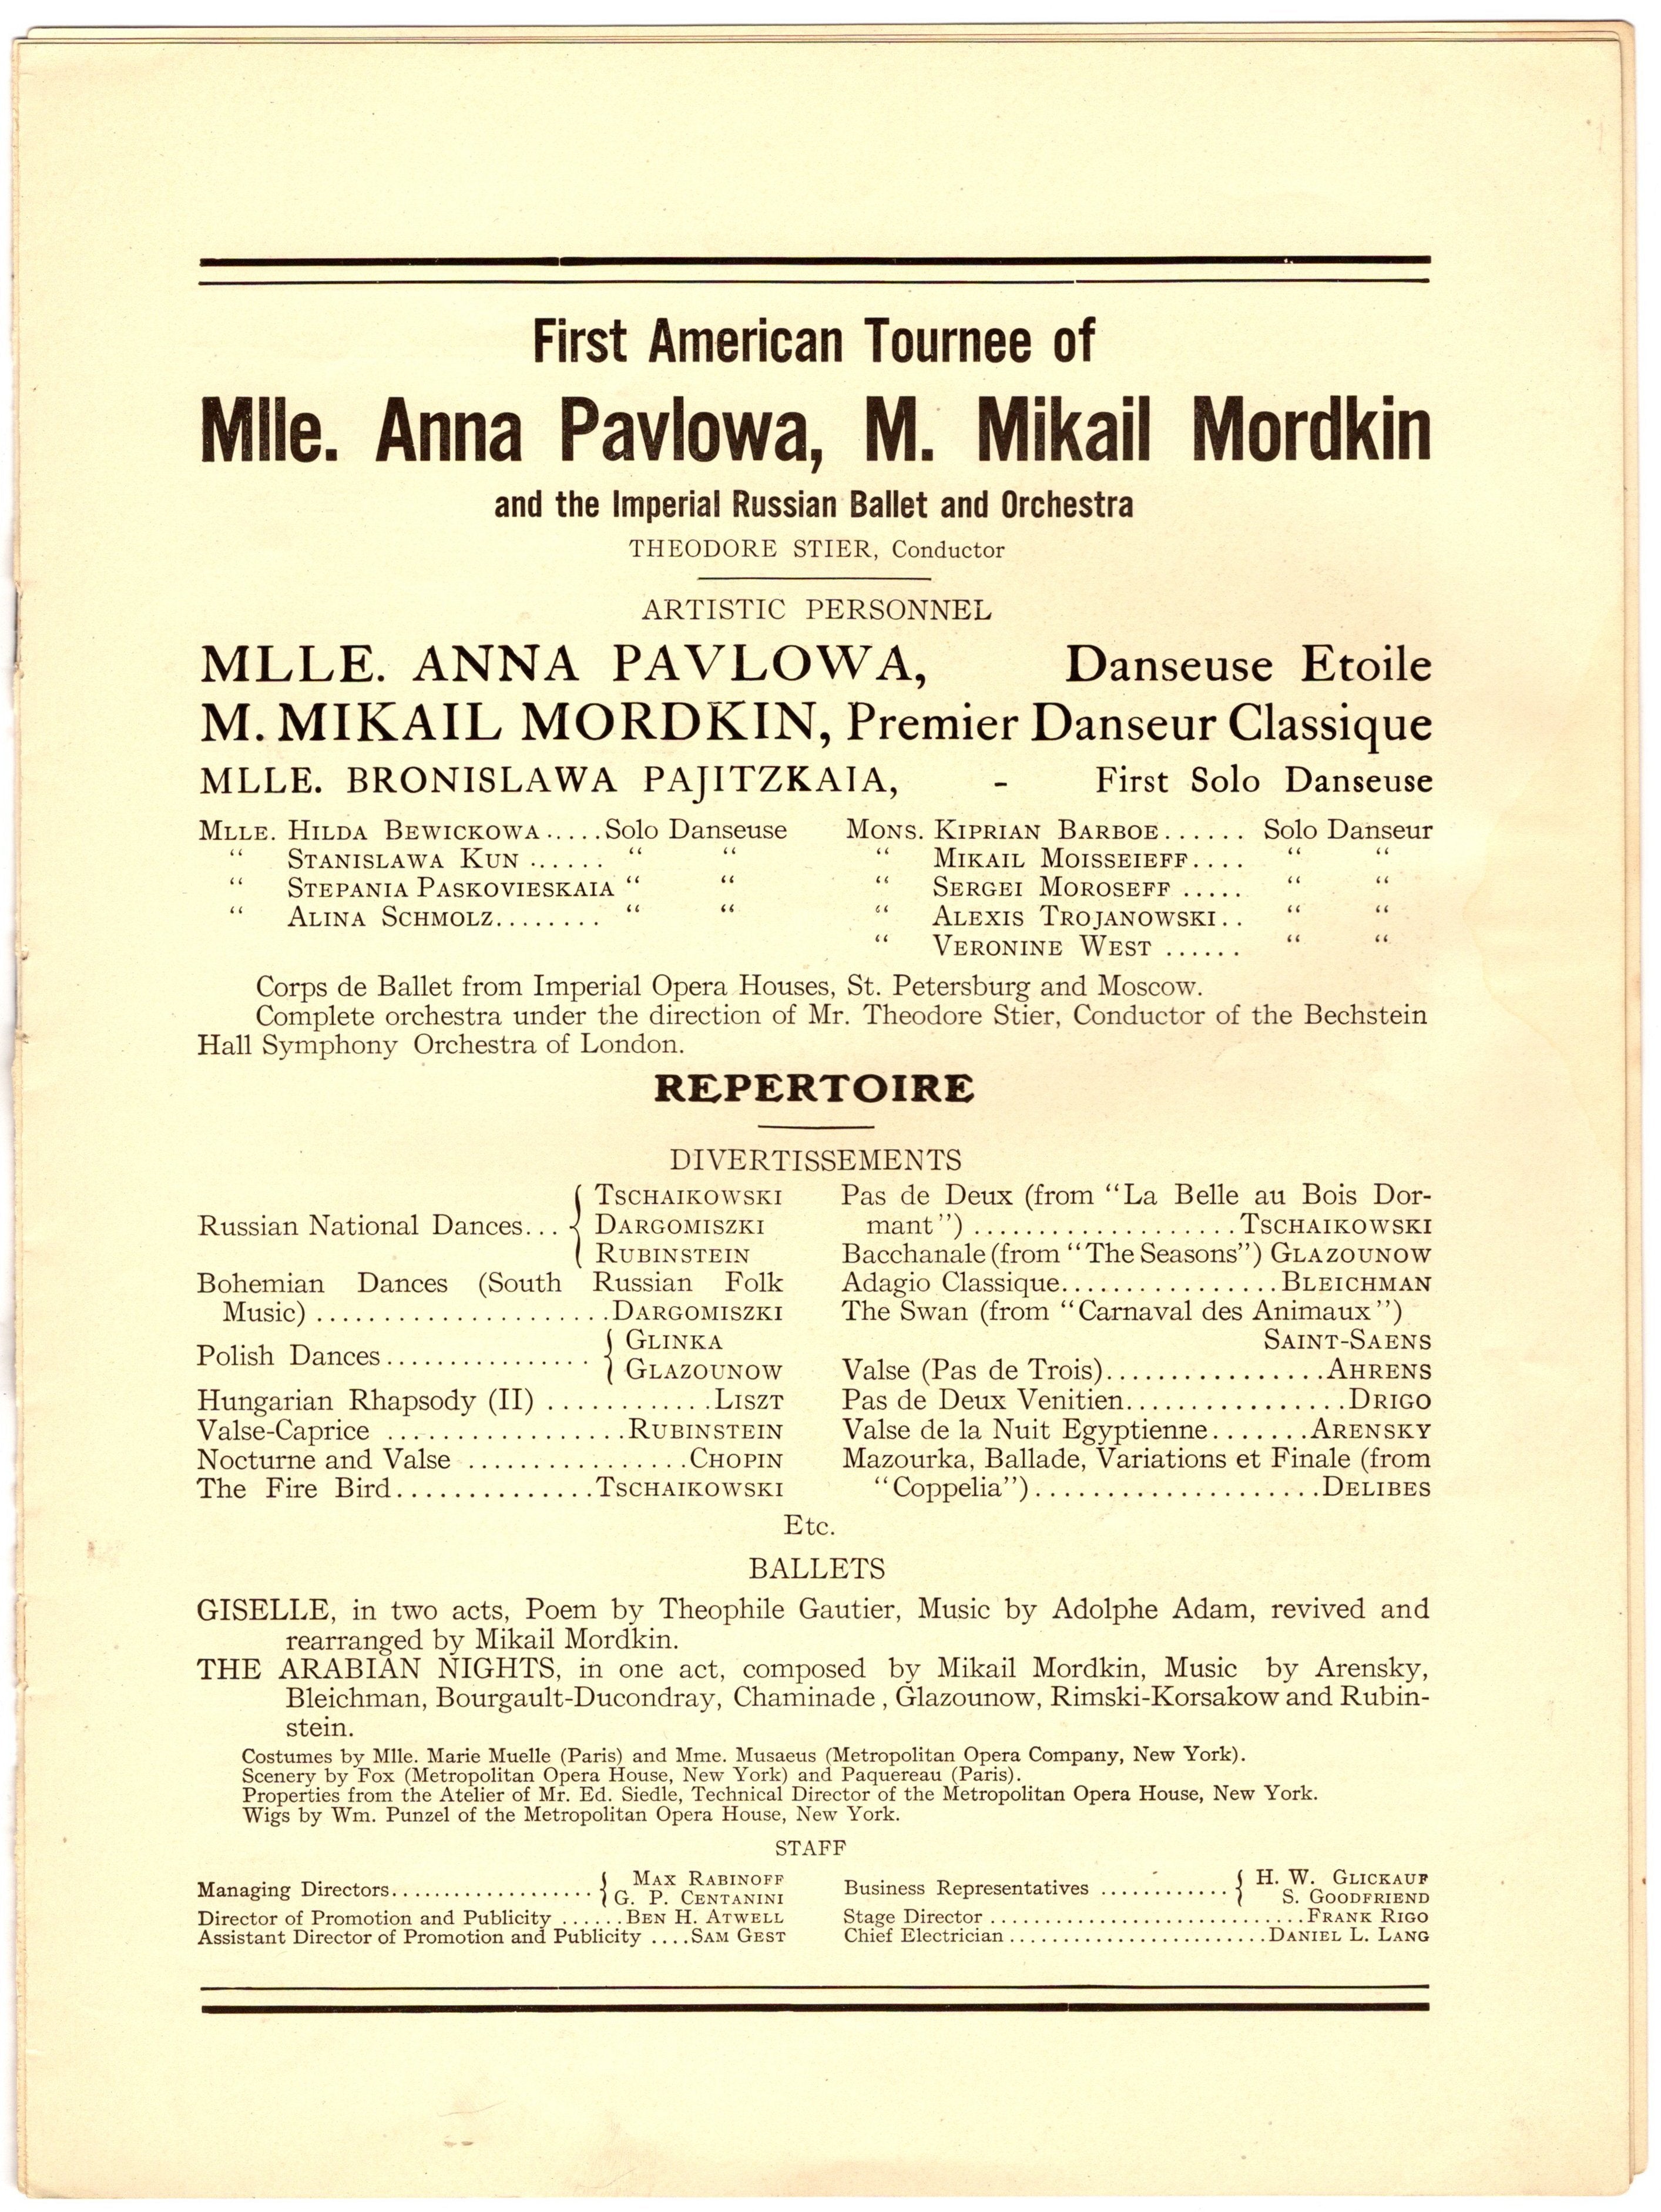 First American Tournee of
Mlle. Anna Pavlowa, M. Mikail Mordkin
and the Imperial Russian Ballet and Orchestra
THEODORE STIER, Conductor
ARTISTIC PERSONNEL
MLLE. ANNA PAVLOWA, Danseuse Etoile
M. MIKAIL MORDKIN, Premier Danseur Classique
MLLE. BRONISLAWA PAJITZKAIA, - First Solo Danseuse
MLLE. HILDA BEWICKOWA.....Solo Danseuse
“ STANISLAWA KUN ...... “ “
“ STEPANIA PASKOVIESKAIA “ “
“ ALINA SCHMOLZ........ “ “
MONS. KIPRIAN BARBOE...... Solo Danseur
“ MIKAIL MOISSEIEFF.... “ “
“ SERGEI MOROSEFF ..... “ “
“ ALEXIS TROJANOWSKI.. “ “
“ VERONINE WEST ...... “ “
Corps de Ballet from Imperial Opera Houses, St. Petersburg and Moscow.
Complete orchestra under the direction of Mr. Theodore Stier, Conductor of the Bechstein
Hall Symphony Orchestra of London.
REPERTOIRE
DIVERTISSEMENTS
Russian National Dances... { TSCHAIKOWSKI
DARGOMISZKI
RUBINSTEIN
Bohemian Dances (South Russian Folk
Music) ......................DARGOMISZKI
Polish Dances............... { GLINKA
GLAZOUNOW
Hungarian Rhapsody (II) ............LISZT
Valse-Caprice ..................RUBINSTEIN
Nocturne and Valse ................CHOPIN
The Fire Bird..............TSCHAIKOWSKI
Pas de Deux (from “La Belle au Bois Dor-
mant”) ....................TSCHAIKOWSKI
Bacchanale (from “The Seasons”) GLAZOUNOW
Adagio Classique................BLEICHMAN
The Swan (from “Carnaval des Animaux”)
SAINT-SAENS
Valse (Pas de Trois)................AHRENS
Pas de Deux Venitien................DRIGO
Valse de la Nuit Egyptienne.......ARENSKY
Mazourka, Ballade, Variations et Finale (from
“Coppelia”).....................DELIBES
Etc.
BALLETS
GISELLE, in two acts, Poem by Theophile Gautier, Music by Adolphe Adam, revived and
rearranged by Mikail Mordkin.
THE ARABIAN NIGHTS, in one act, composed by Mikail Mordkin, Music by Arensky,
Bleichman, Bourgault-Ducondray, Chaminade, Glazounow, Rimski-Korsakow and Rubin-
stein.
Costumes by Mlle. Marie Muelle (Paris) and Mme. Musaeus (Metropolitan Opera Company, New York).
Scenery by Fox (Metropolitan Opera House, New York) and Paquereau (Paris).
Properties from the Atelier of Mr. Ed. Siedle, Technical Director of the Metropolitan Opera House, New York.
Wigs by Wm. Punzel of the Metropolitan Opera House, New York.
STAFF
Managing Directors................... { MAX RABINOFF
G. P. CENTANINI
Director of Promotion and Publicity ......BEN H. ATWELL
Assistant Director of Promotion and Publicity ....SAM GEST
Business Representatives ............ { H. W. GLICKAUF
S. GOODFRIEND
Stage Director .............................FRANK RIGO
Chief Electrician........................DANIEL L. LANG